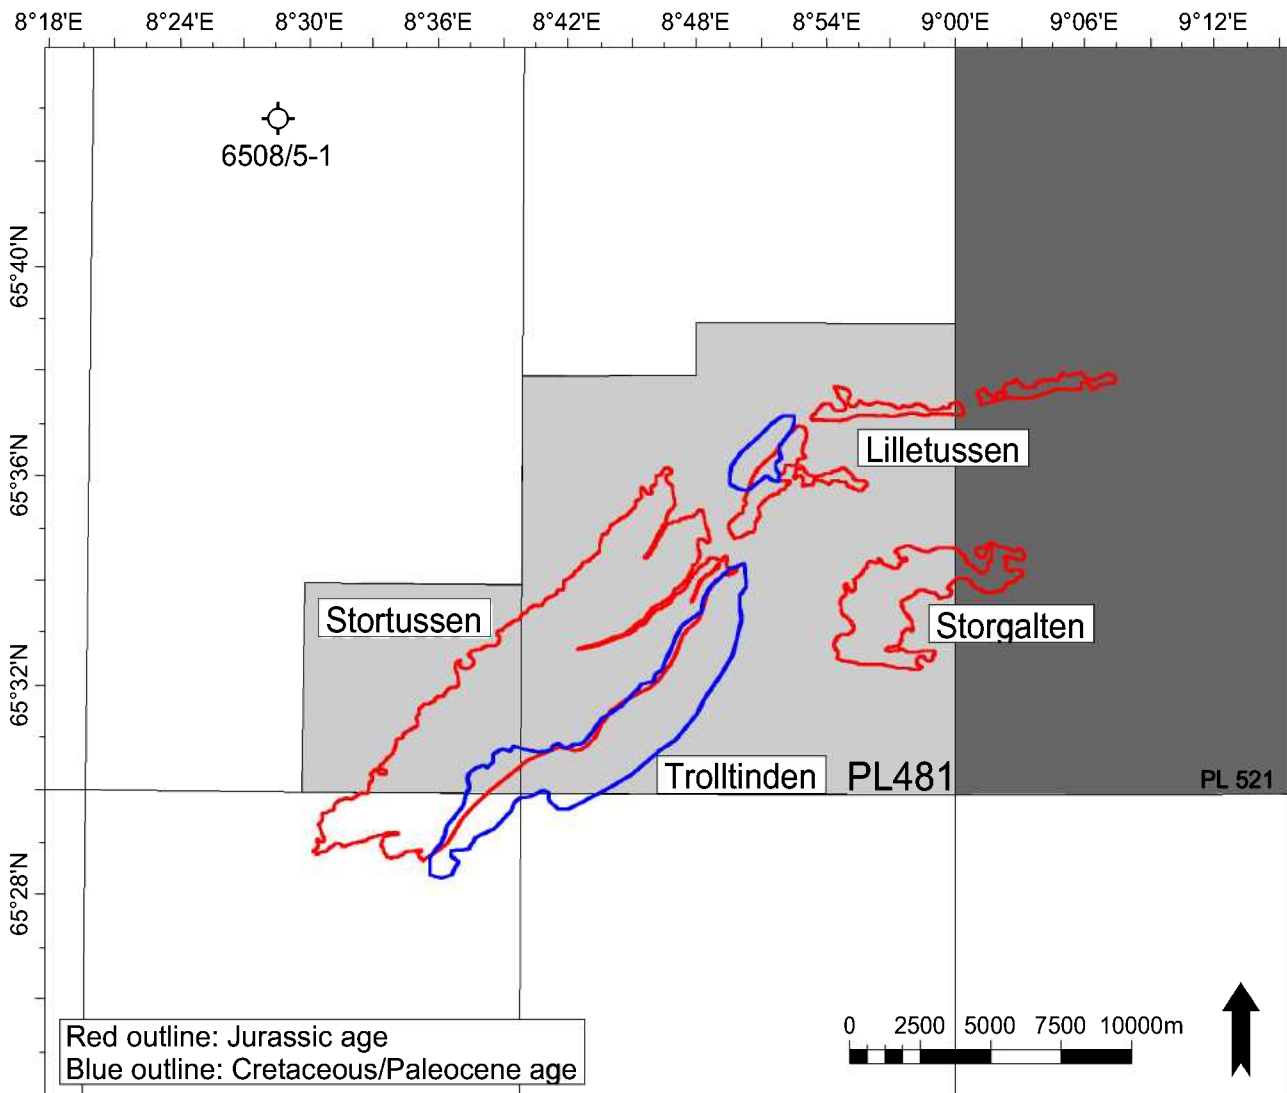 8°18'E 8°24'E 8°30'E 8°36'E 8°42'E 8°48'E 8°54'E 9°00'E 9°06'E 9°12'E
6508/5-1
65°40'N
65°36'N
65°32'N
65°28'N
Lilletussen
Stortussen
Storgalten
Trolltinden
PL481
PL 521
0 2500 5000 7500 10000m
Red outline: Jurassic age
Blue outline: Cretaceous/Paleocene age